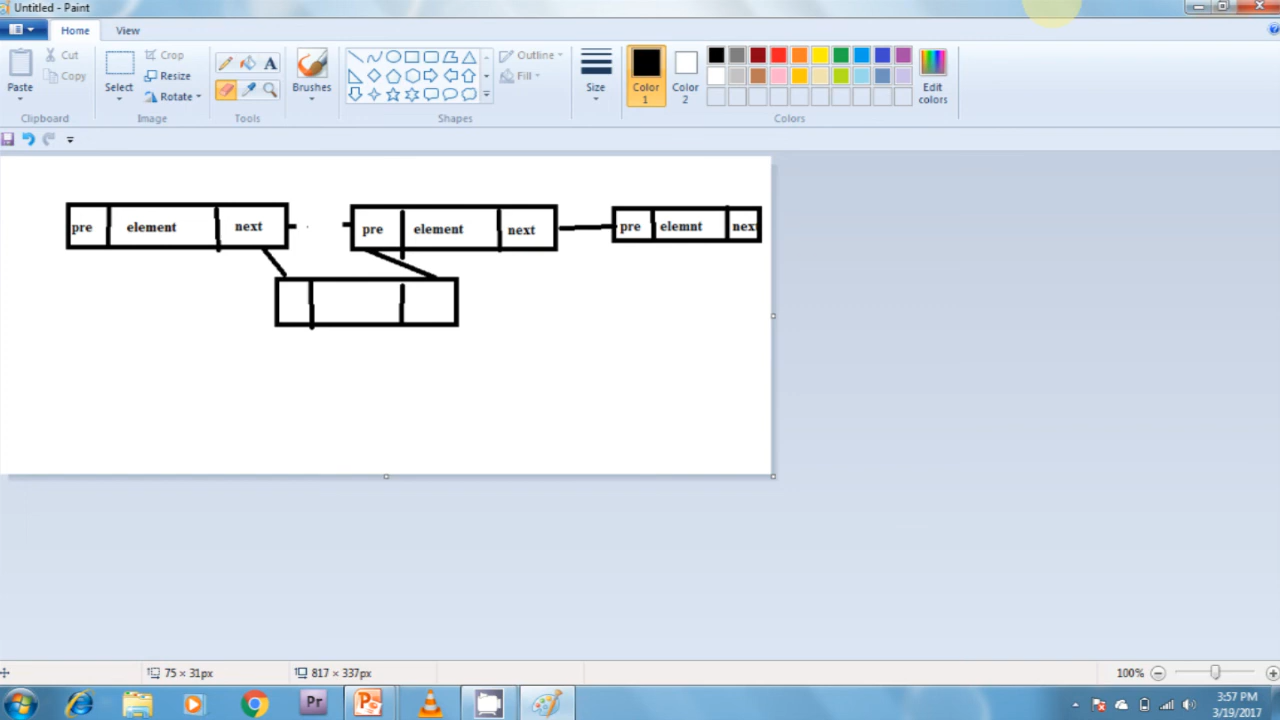 Untitled - Paint
Home
View
Paste
Cut
Copy
Clipboard
Select
Crop
Resize
Rotate
Image
A
Tools
Brushes
Shapes
Outline
Fill
Size
Color
1
Color
2
Edit
colors
Colors
pre element next
pre element next
pre elemnt next
75 × 31px
817 × 337px
100%
Pr
3:57 PM
3/19/2017